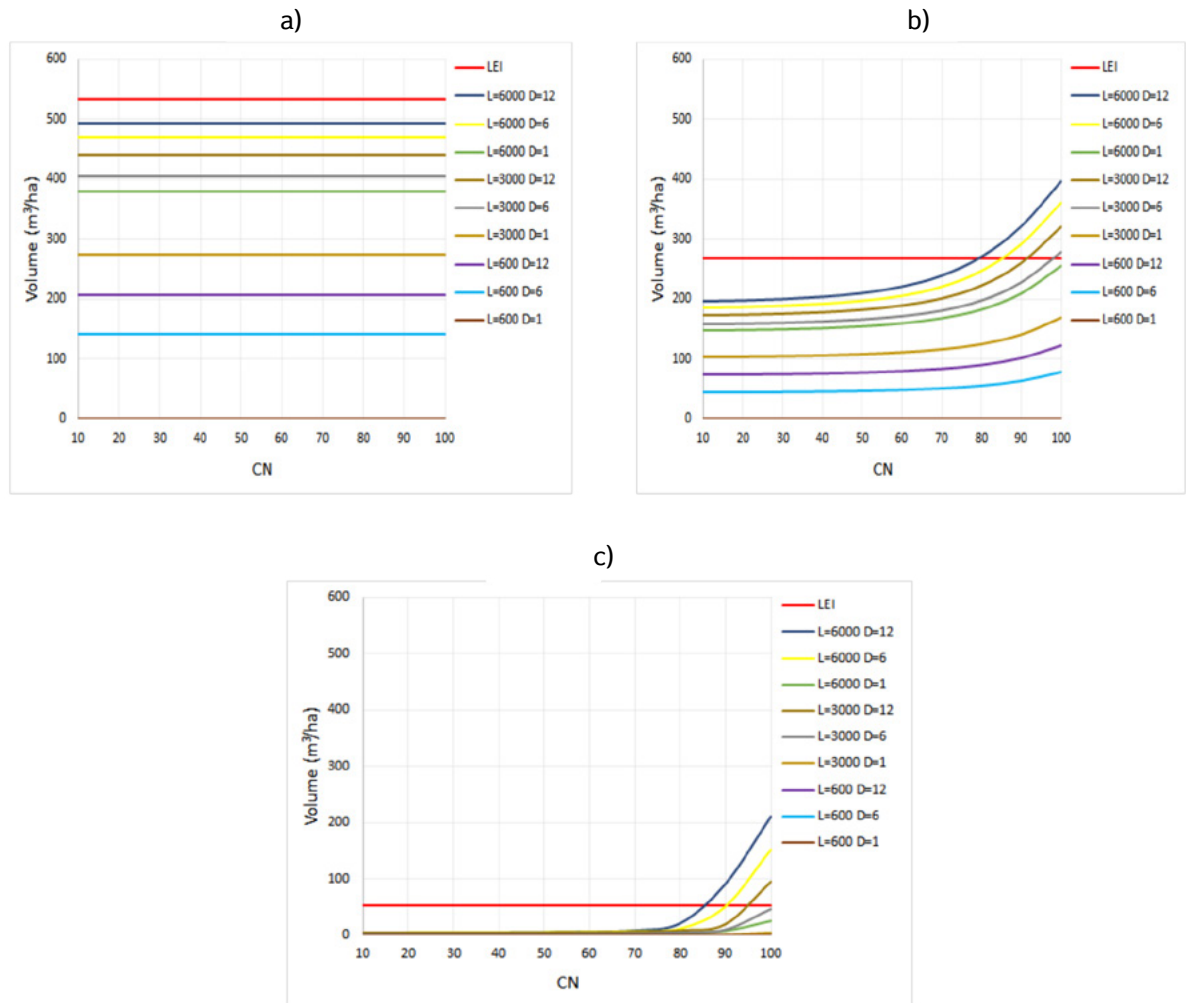 a)
600
500
400
300
200
100
0
Volume (m³/ha)
10 20 30 40 50 60 70 80 90 100
CN
LEI
L=6000 D=12
L=6000 D=6
L=6000 D=1
L=3000 D=12
L=3000 D=6
L=3000 D=1
L=600 D=12
L=600 D=6
L=600 D=1
b)
600
500
400
300
200
100
0
Volume (m³/ha)
10 20 30 40 50 60 70 80 90 100
CN
LEI
L=6000 D=12
L=6000 D=6
L=6000 D=1
L=3000 D=12
L=3000 D=6
L=3000 D=1
L=600 D=12
L=600 D=6
L=600 D=1
c)
600
500
400
300
200
100
0
Volume (m³/ha)
10 20 30 40 50 60 70 80 90 100
CN
LEI
L=6000 D=12
L=6000 D=6
L=6000 D=1
L=3000 D=12
L=3000 D=6
L=3000 D=1
L=600 D=12
L=600 D=6
L=600 D=1